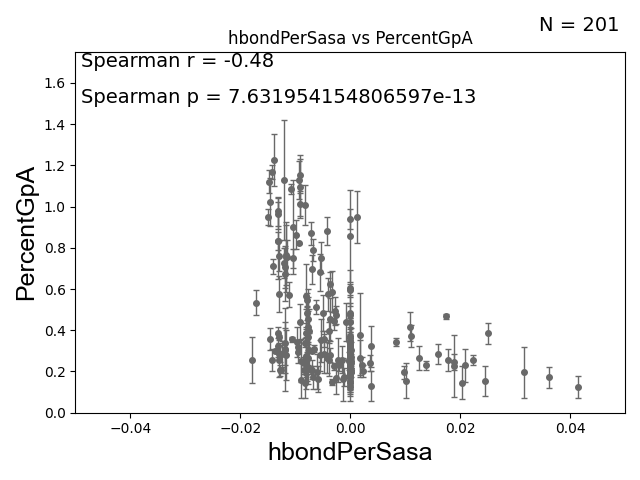 N = 201
hbondPerSasa vs PercentGpA
Spearman r = -0.48
Spearman p = 7.631954154806597e-13
PercentGpA
1.6
1.4
1.2
1.0
0.8
0.6
0.4
0.2
0.0
−0.04
−0.02
0.00
0.02
0.04
hbondPerSasa